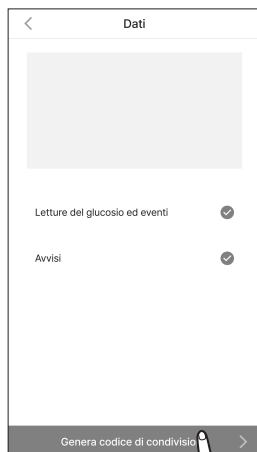 Dati
Letture del glucosio ed eventi
Avvisi
Genera codice di condivisio